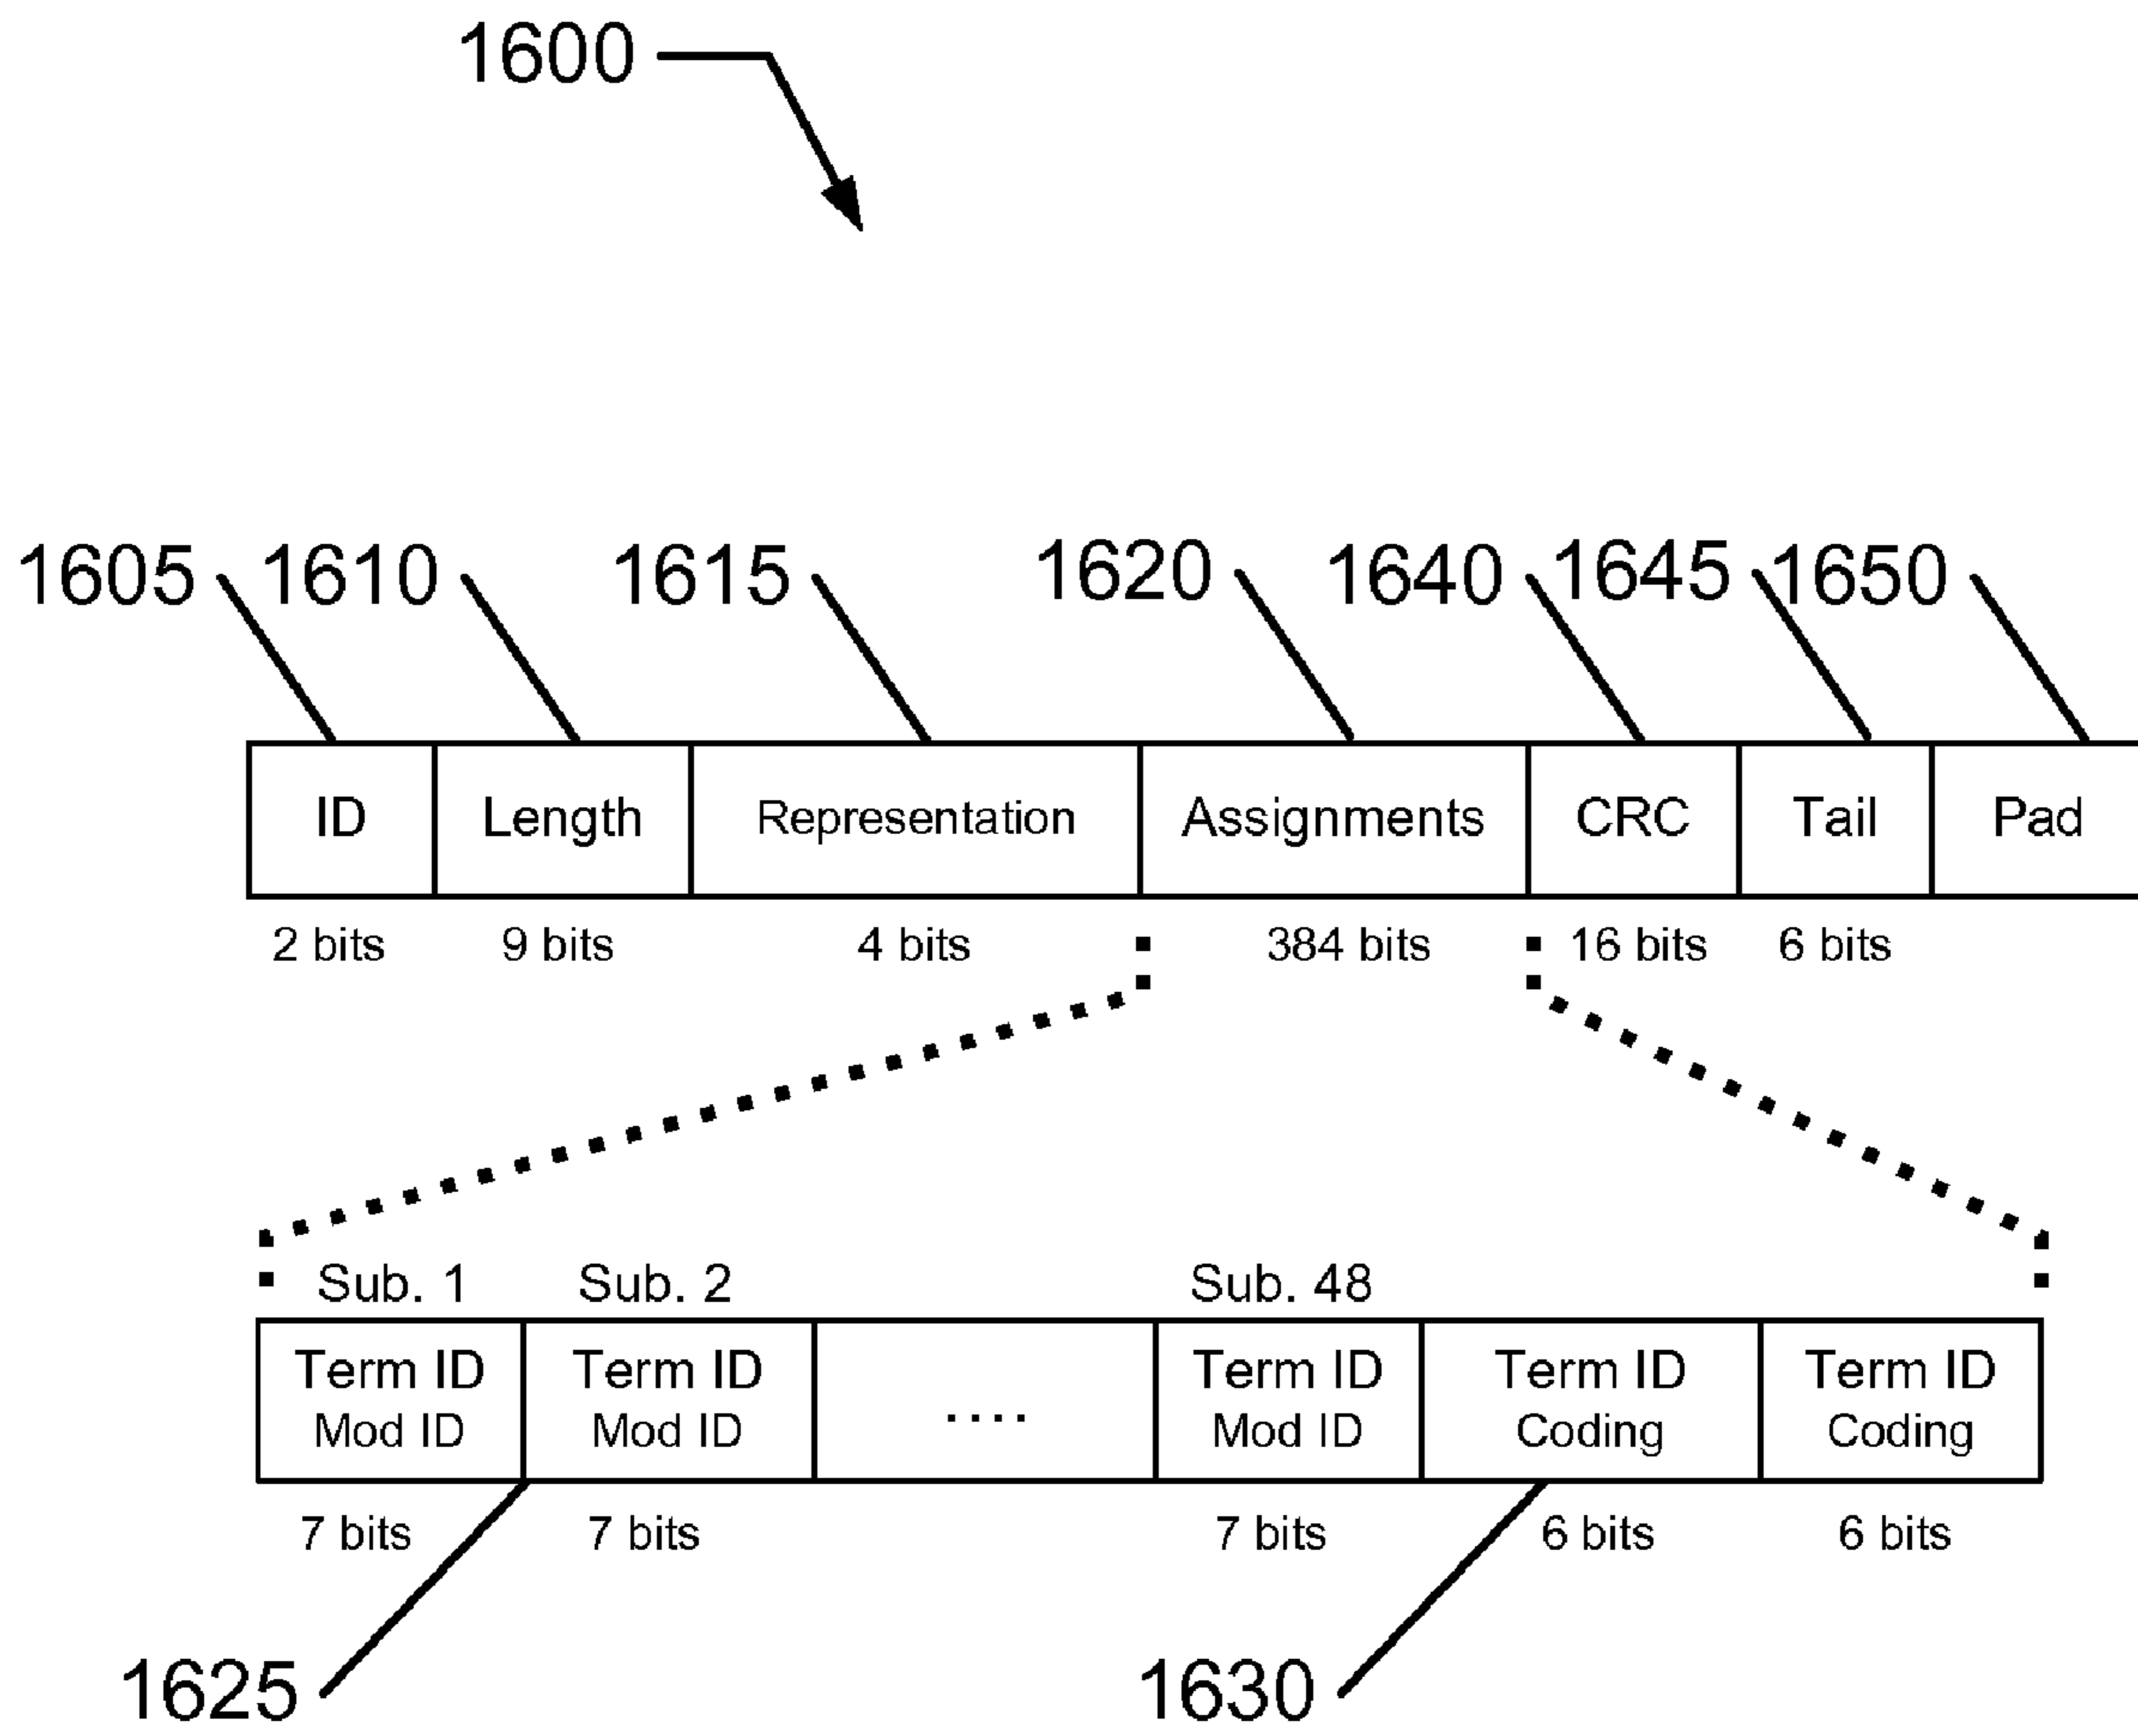 1600
1605 1610 1615 1620 1640 1645 1650
ID Length Representation Assignments CRC Tail Pad
2 bits 9 bits 4 bits 384 bits 16 bits 6 bits
Sub. 1 Sub. 2 Sub. 48
Term ID Term ID Term ID Term ID Term ID
Mod ID Mod ID .... Mod ID Coding Coding
7 bits 7 bits 7 bits 6 bits 6 bits
1625 1630